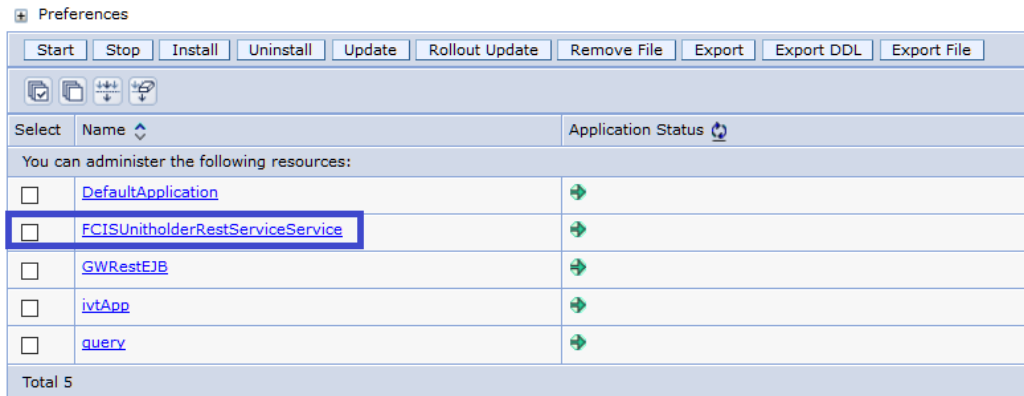 Preferences
Start Stop Install Uninstall Update Rollout Update Remove File Export Export DDL Export File
Select Name Application Status
You can administer the following resources:
DefaultApplication
FCISUnitholderRestServiceService
GWRestEJB
ivtApp
query
Total 5